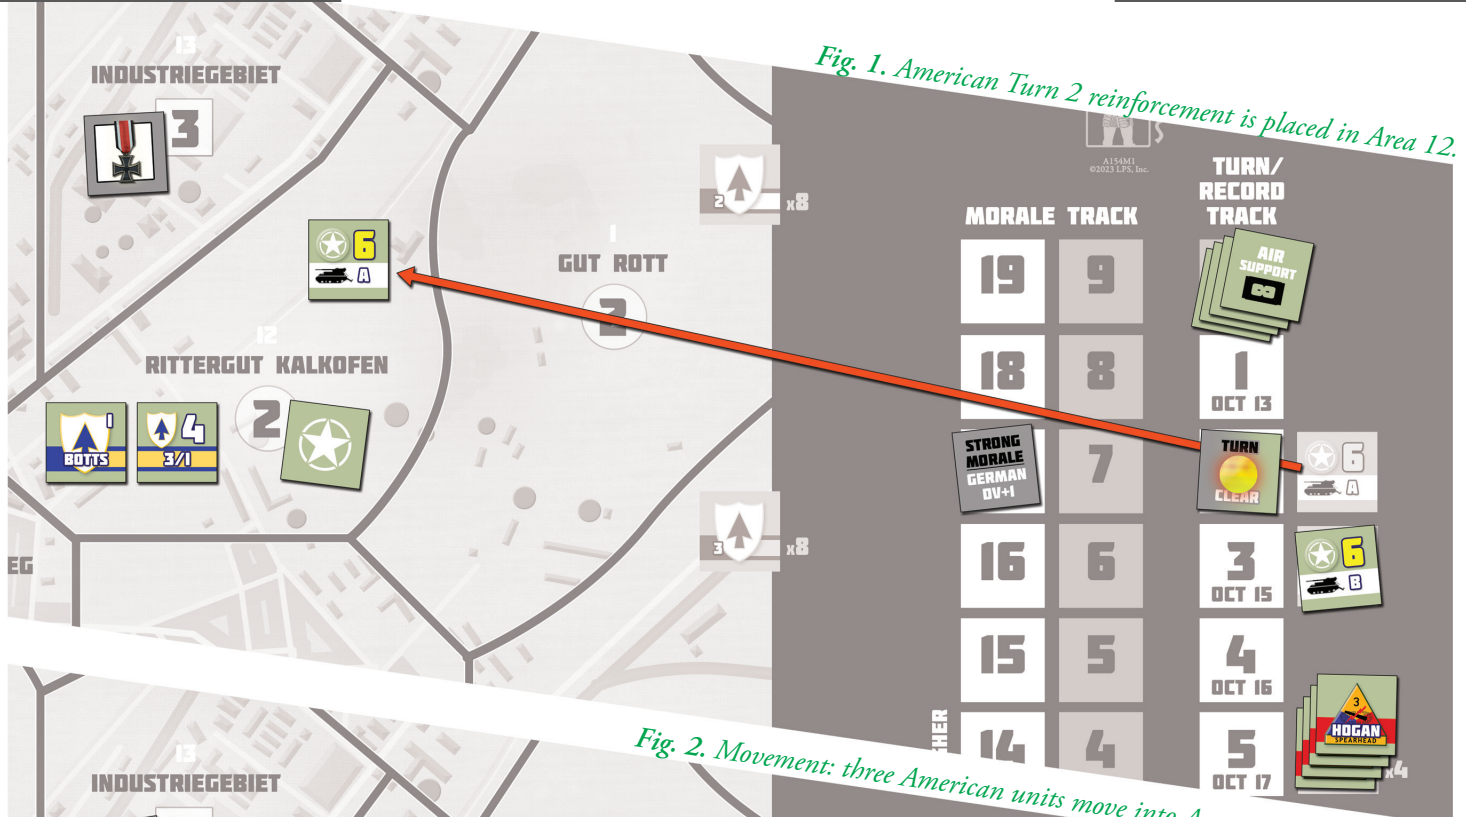 Fig. 1. American Turn 2 reinforcement is placed in Area 12.
13
INDUSTRIEGEBIET
3
6
A
1
GUT ROTT
12
RITTERGUT KALKOFEN
2
1
BOTTS
4
3/1
2
x8
3
x8
A154M1
©2023 LPS, Inc.
MORALE TRACK
19
9
18
8
STRONG
MORALE
GERMAN
DV+1
7
16
6
15
5
14
4
TURN/
RECORD
TRACK
AIR
SUPPORT
1
OCT 13
TURN
CLEAR
6
A
3
OCT 15
6
B
4
OCT 16
5
OCT 17
3
HOGAN
SPEARHEAD
x4
Fig. 2. Movement: three American units move into
13
INDUSTRIEGEBIET